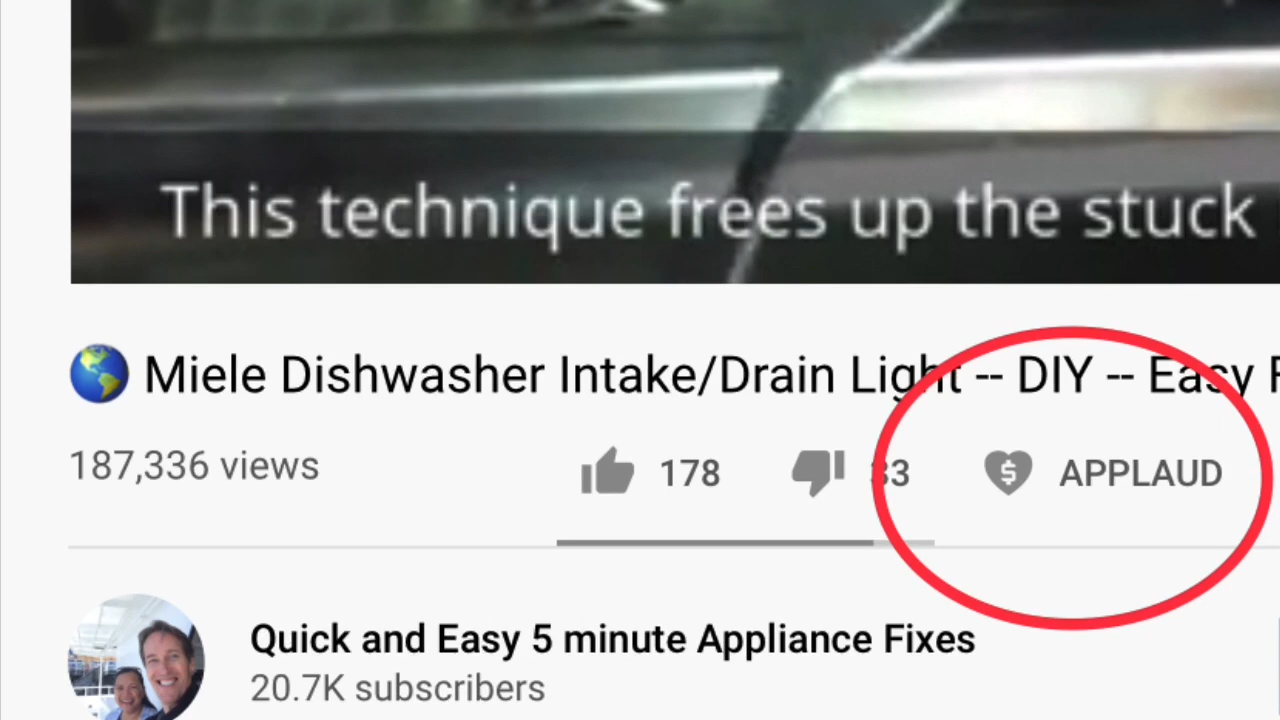 This technique frees up the stuck
Miele Dishwasher Intake/Drain Light -- DIY -- Easy
187,336 views
178
33
$ APPLAUD
Quick and Easy 5 minute Appliance Fixes
20.7K subscribers